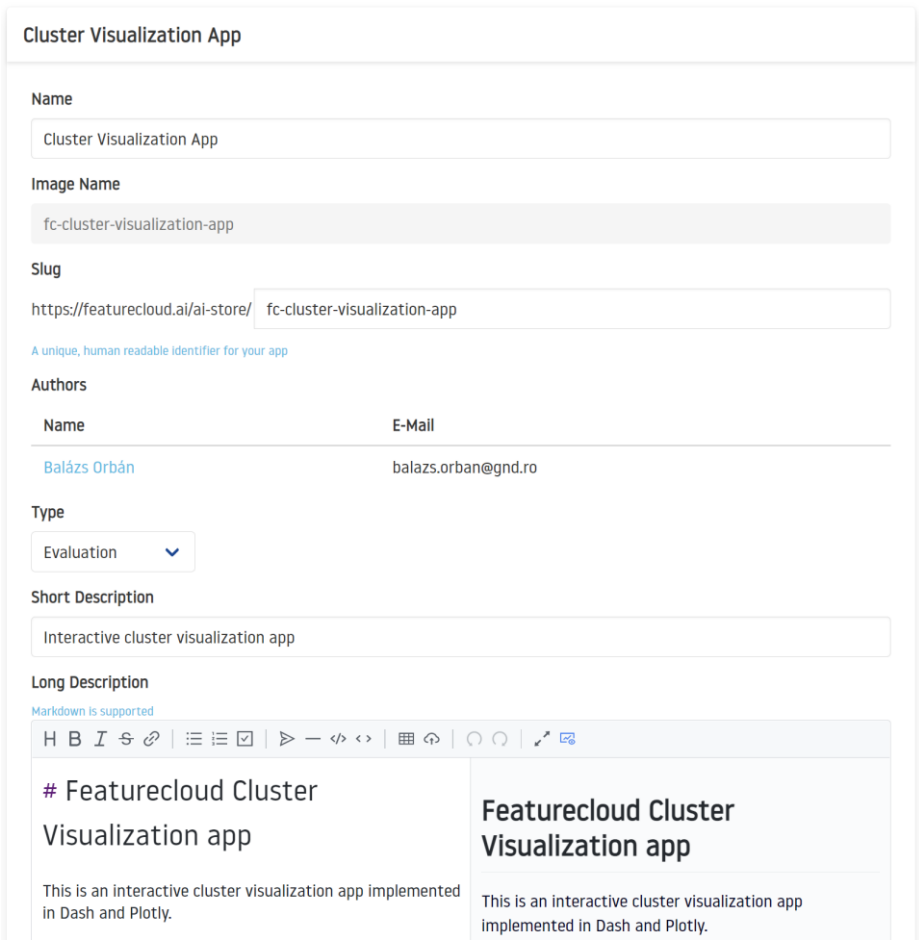 Cluster Visualization App
Name
Cluster Visualization App
Image Name
fc-cluster-visualization-app
Slug
https://featurecloud.ai/ai-store/ fc-cluster-visualization-app
A unique, human readable identifier for your app
Authors
Name E-Mail
Balázs Orbán balazs.orban@gnd.ro
Type
Evaluation
Short Description
Interactive cluster visualization app
Long Description
Markdown is supported
# Featurecloud Cluster
Visualization app
This is an interactive cluster visualization app implemented
in Dash and Plotly.
Featurecloud Cluster
Visualization app
This is an interactive cluster visualization app
implemented in Dash and Plotly.